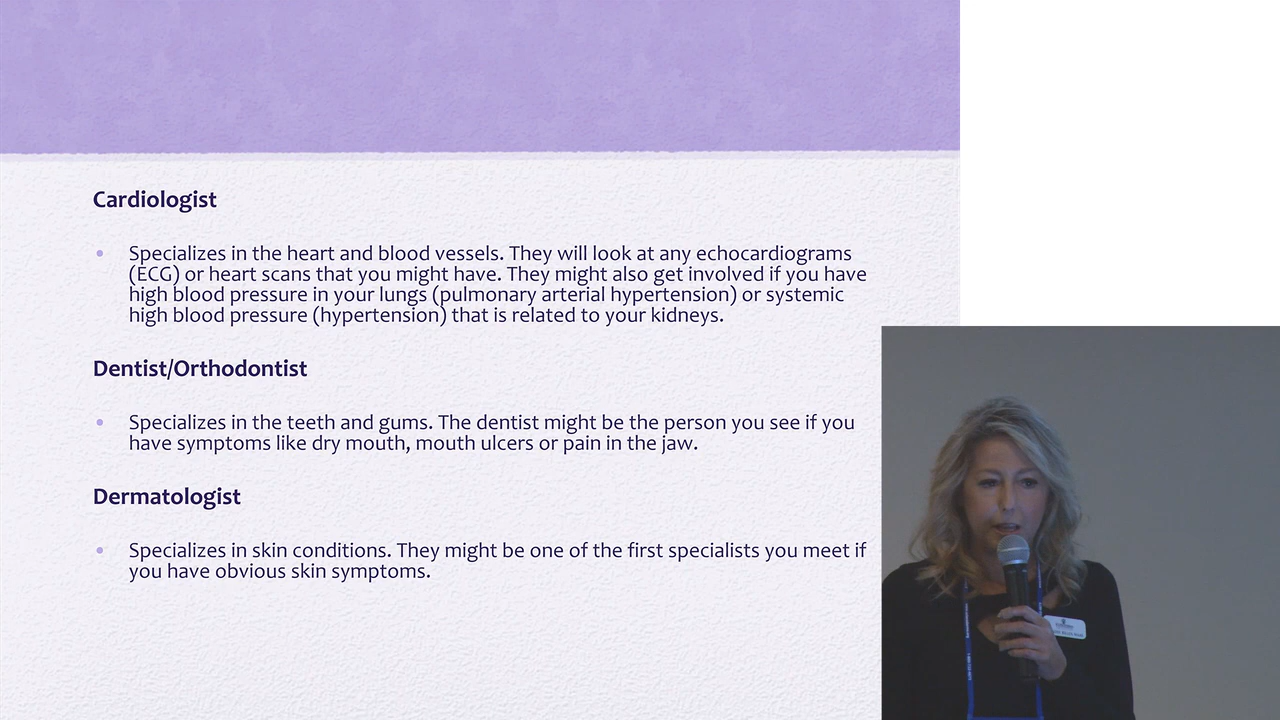 Cardiologist
• Specializes in the heart and blood vessels. They will look at any echocardiograms
(ECG) or heart scans that you might have. They might also get involved if you have
high blood pressure in your lungs (pulmonary arterial hypertension) or systemic
high blood pressure (hypertension) that is related to your kidneys.
Dentist/Orthodontist
• Specializes in the teeth and gums. The dentist might be the person you see if you
have symptoms like dry mouth, mouth ulcers or pain in the jaw.
Dermatologist
• Specializes in skin conditions. They might be one of the first specialists you meet if
you have obvious skin symptoms.